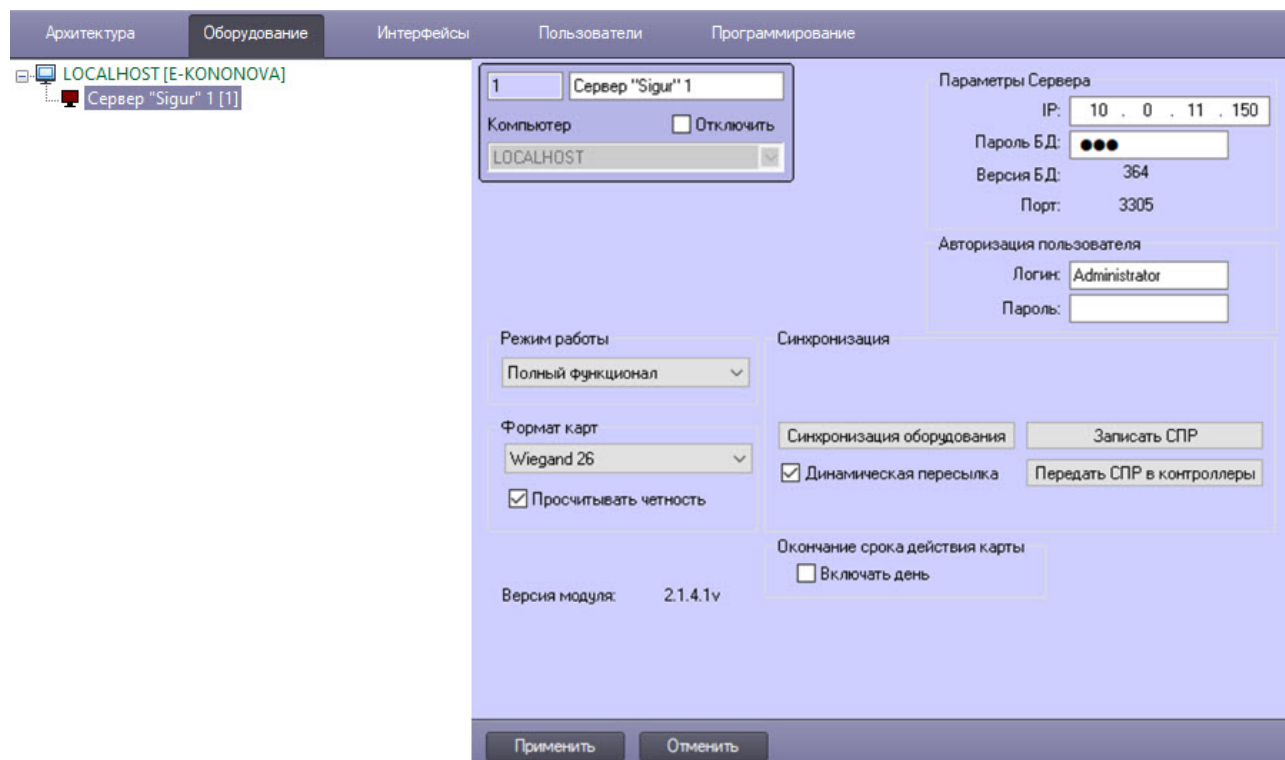 Архитектура Оборудование Интерфейсы Пользователи Программирование
LOCALHOST [E-KONONOVA]
Сервер "Sigur" 1 [1]
1 Сервер "Sigur" 1
Компьютер Отключить
LOCALHOST
Параметры Сервера
IP: 10 . 0 . 11 . 150
Пароль БД: ●●●
Версия БД: 364
Порт: 3305
Авторизация пользователя
Логин: Administrator
Пароль:
Режим работы
Полный функционал
Формат карт
Wiegand 26
Просчитывать четность
Синхронизация
Синхронизация оборудования Записать СПР
Динамическая пересылка Передать СПР в контроллеры
Окончание срока действия карты
Включать день
Версия модуля: 2.1.4.1v
Применить Отменить